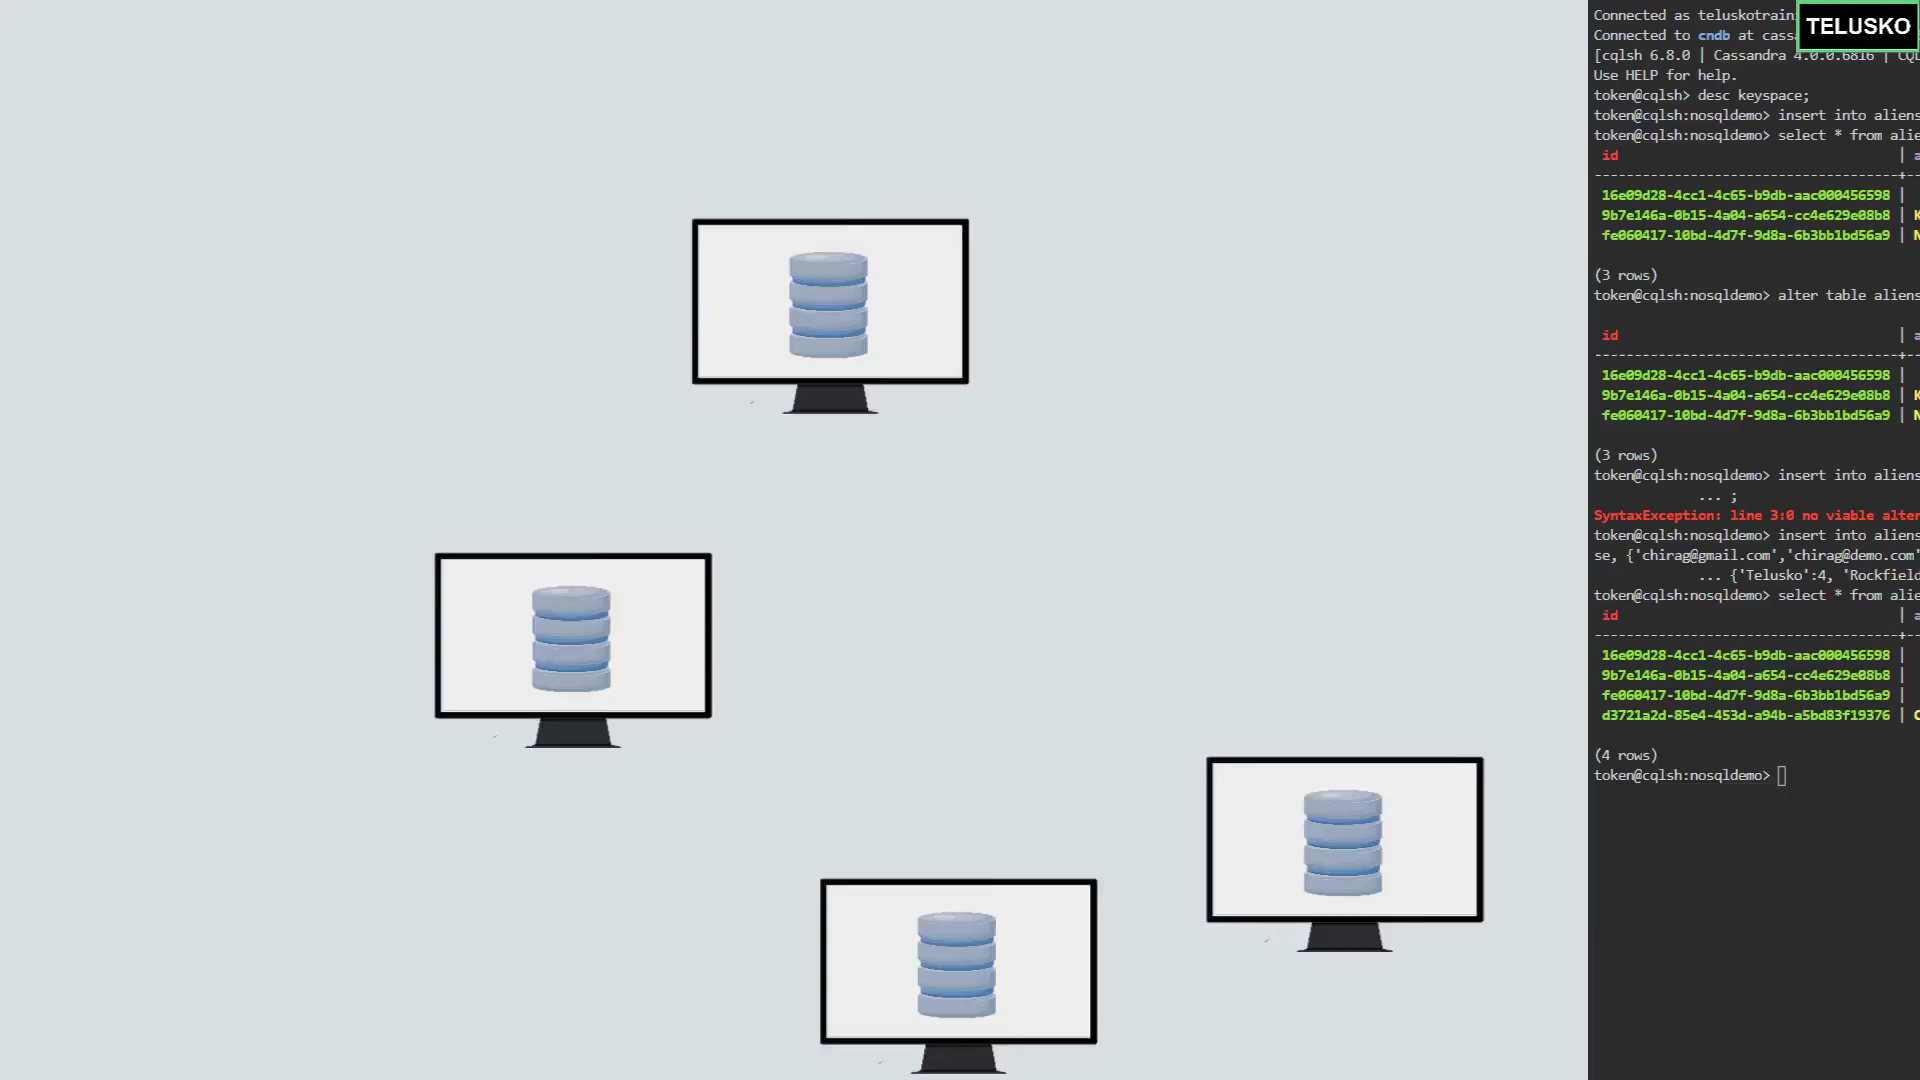 Connected as teluskotrain
TELUSKO
Connected to cndb at cass
[cqlsh 6.8.0 | Cassandra 4.0.0.6816 | CQL
Use HELP for help.
token@cqlsh> desc keyspace;
token@cqlsh:nosqldemo> insert into aliens
token@cqlsh:nosqldemo> select * from alie
id | a
-------------------------------------+--
16e09d28-4cc1-4c65-b9db-aac000456598 |
9b7e146a-0b15-4a04-a654-cc4e629e08b8 | K
fe060417-10bd-4d7f-9d8a-6b3bb1bd56a9 | N
(3 rows)
token@cqlsh:nosqldemo> alter table aliens
id | a
-------------------------------------+--
16e09d28-4cc1-4c65-b9db-aac000456598 |
9b7e146a-0b15-4a04-a654-cc4e629e08b8 | K
fe060417-10bd-4d7f-9d8a-6b3bb1bd56a9 | N
(3 rows)
token@cqlsh:nosqldemo> insert into aliens
... ;
SyntaxException: line 3:0 no viable alter
token@cqlsh:nosqldemo> insert into aliens
se, {'chirag@gmail.com','chirag@demo.com'
... {'Telusko':4, 'Rockfield
token@cqlsh:nosqldemo> select * from alie
id | a
-------------------------------------+--
16e09d28-4cc1-4c65-b9db-aac000456598 |
9b7e146a-0b15-4a04-a654-cc4e629e08b8 |
fe060417-10bd-4d7f-9d8a-6b3bb1bd56a9 |
d3721a2d-85e4-453d-a94b-a5bd83f19376 | C
(4 rows)
token@cqlsh:nosqldemo>